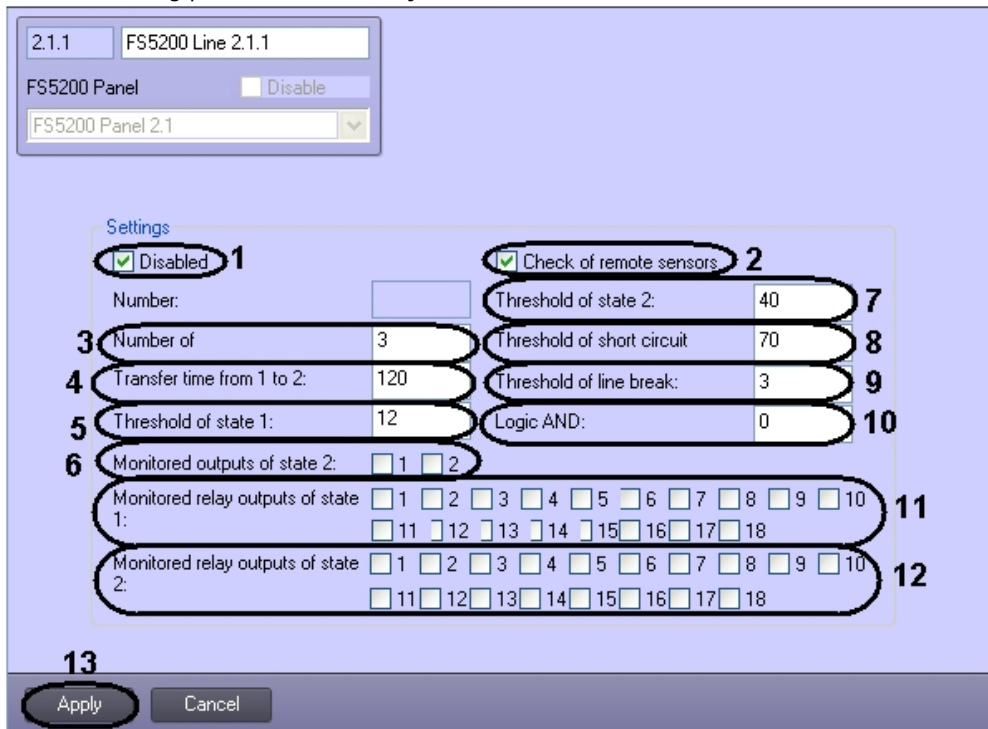 2.1.1 FS5200 Line 2.1.1
FS5200 Panel Disable
FS5200 Panel 2.1
Settings
Disabled 1 Check of remote sensors 2
Number: Threshold of state 2: 40 7
3 Number of 3 Threshold of short circuit 70 8
4 Transfer time from 1 to 2: 120 Threshold of line break: 3 9
5 Threshold of state 1: 12 Logic AND: 0 10
6 Monitored outputs of state 2: 1 2
Monitored relay outputs of state 1 2 3 4 5 6 7 8 9 10
1: 11 12 13 14 15 16 17 18 11
Monitored relay outputs of state 1 2 3 4 5 6 7 8 9 10
2: 11 12 13 14 15 16 17 18 12
13
Apply Cancel